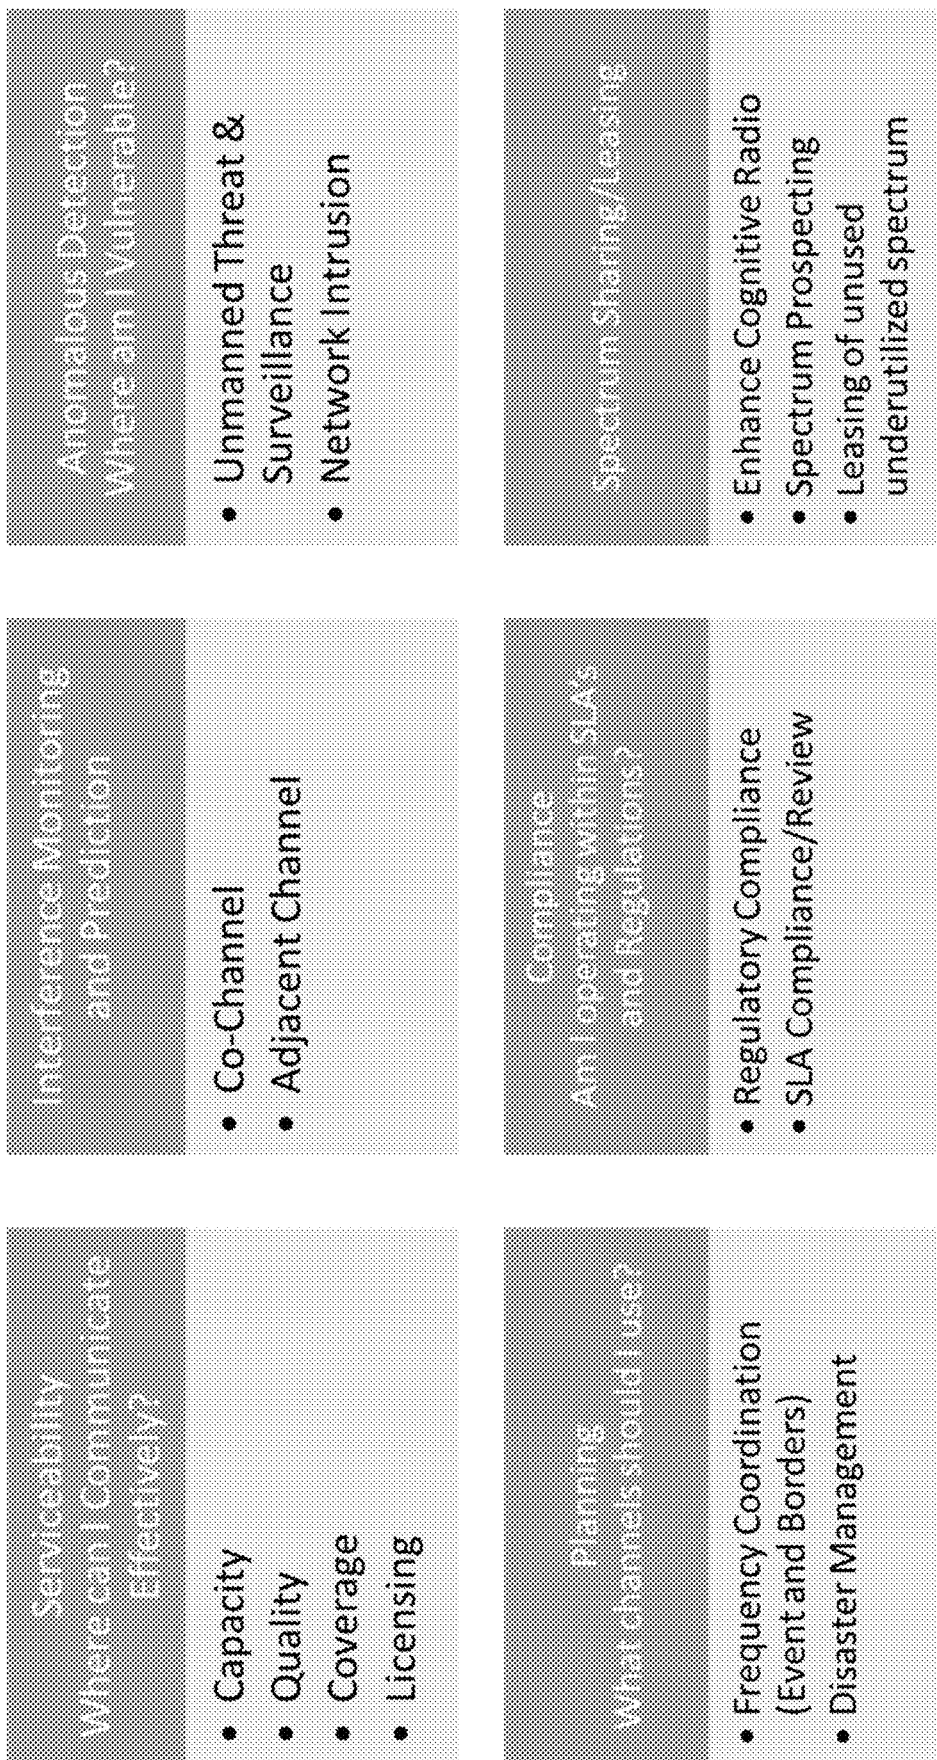 Serviceability
Where can I Communicate
Effectively?
• Capacity
• Quality
• Coverage
• Licensing
Interference Monitoring
and Prediction
• Co-Channel
• Adjacent Channel
Anomalous Detection
Where am I Vulnerable?
• Unmanned Threat &
Surveillance
• Network Intrusion
Planning
What channels should I use?
• Frequency Coordination
(Event and Borders)
• Disaster Management
Compliance
Am I operating within SLA's
and Regulators?
• Regulatory Compliance
• SLA Compliance/Review
Spectrum Sharing/Leasing
• Enhance Cognitive Radio
• Spectrum Prospecting
• Leasing of unused
underutilized spectrum